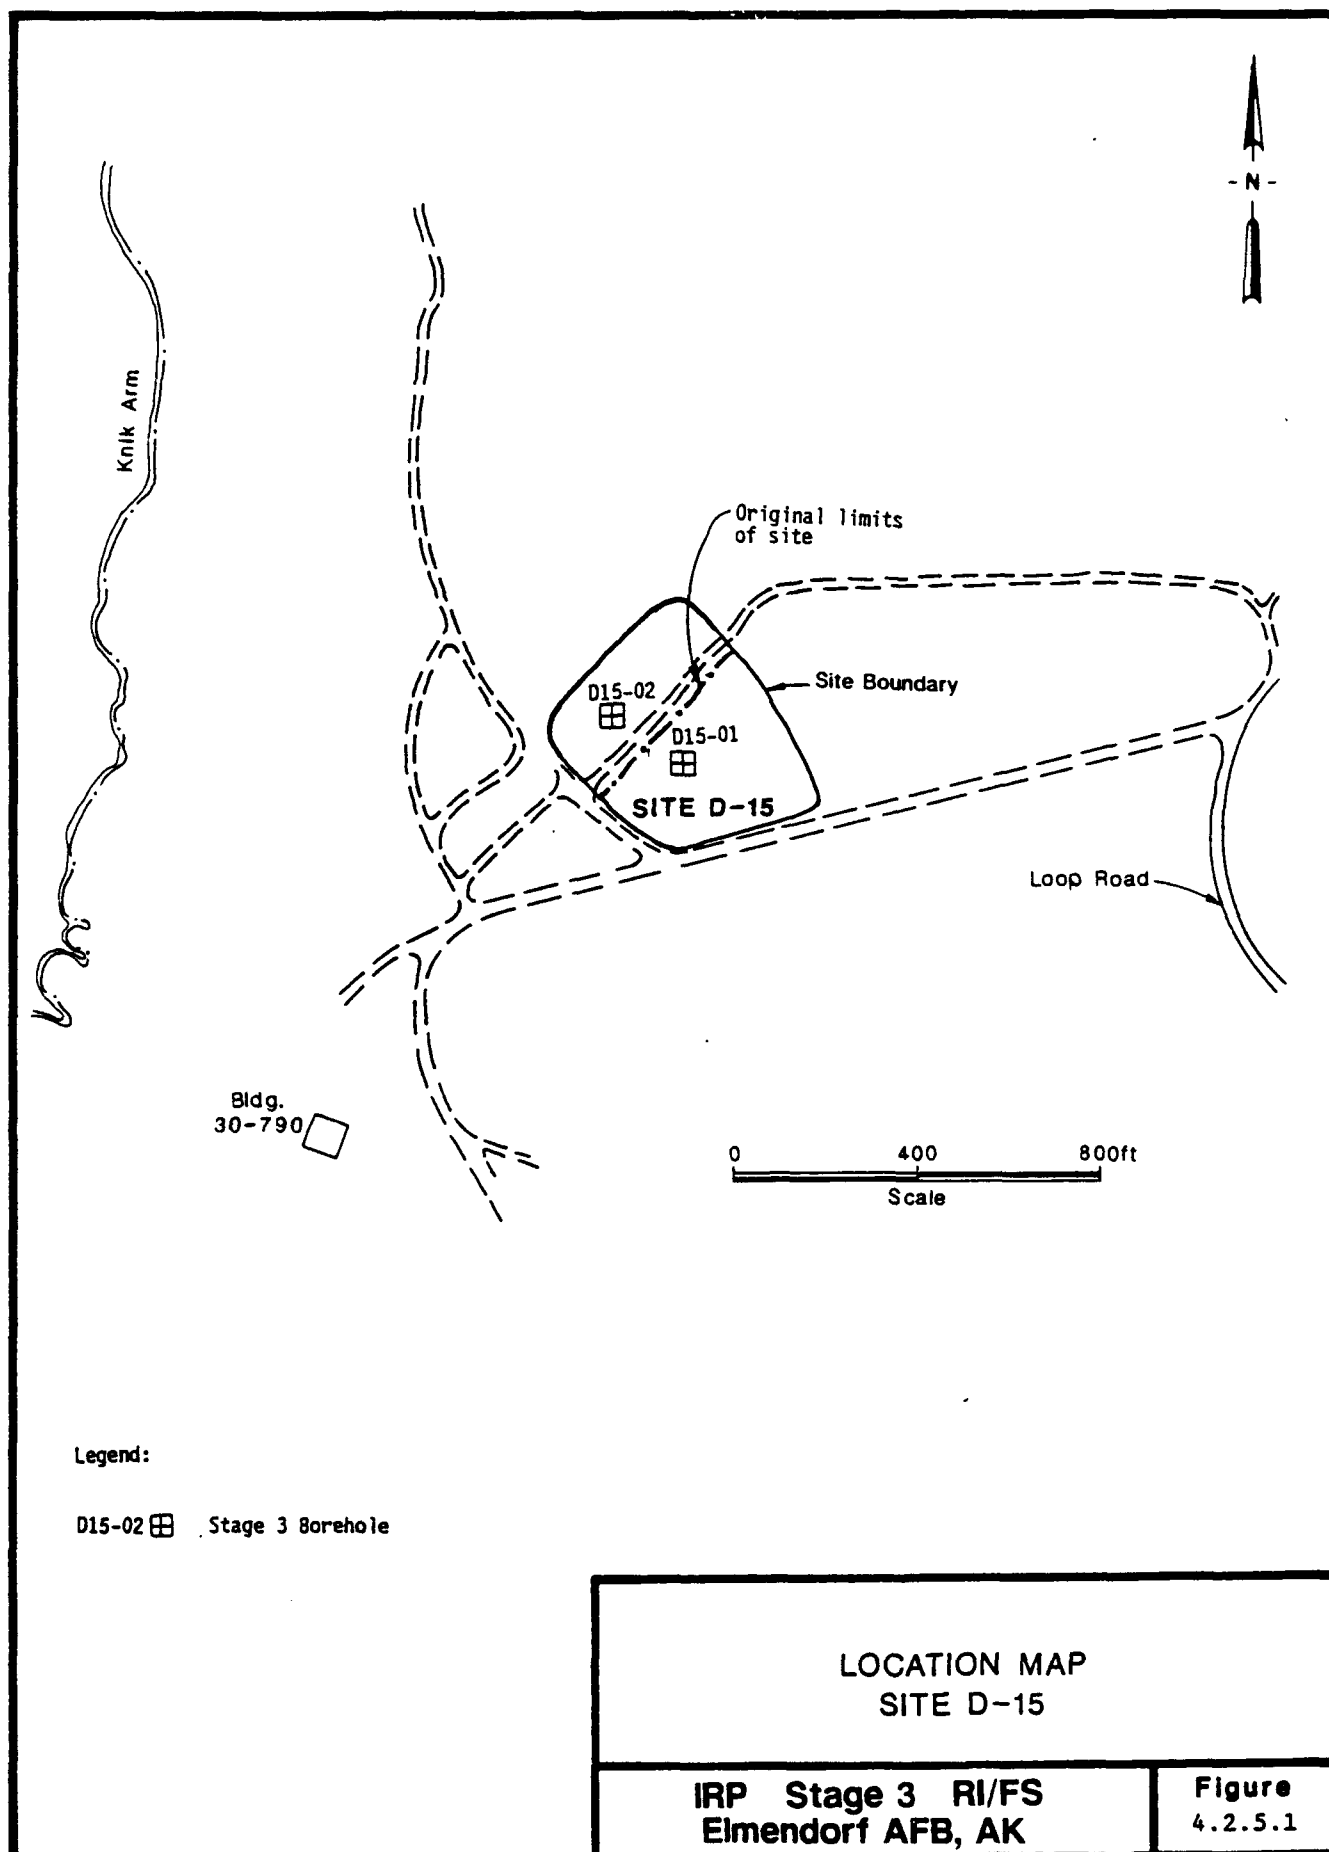 - N -
Knik Arm
Original limits
of site
D15-02
Site Boundary
D15-01
SITE D-15
Loop Road
Bldg.
30-790
0 400 800ft
Scale
Legend:
D15-02 Stage 3 Borehole
LOCATION MAP
SITE D-15
IRP Stage 3 RI/FS
Elmendorf AFB, AK
Figure
4.2.5.1